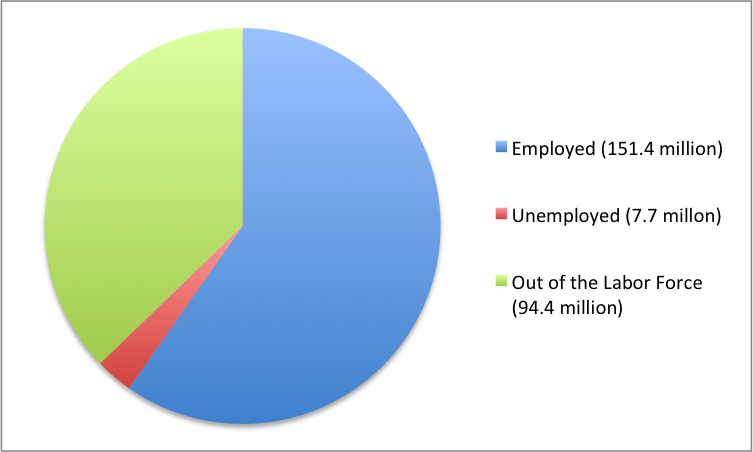 Employed (151.4 million)
Unemployed (7.7 millon)
Out of the Labor Force
(94.4 million)